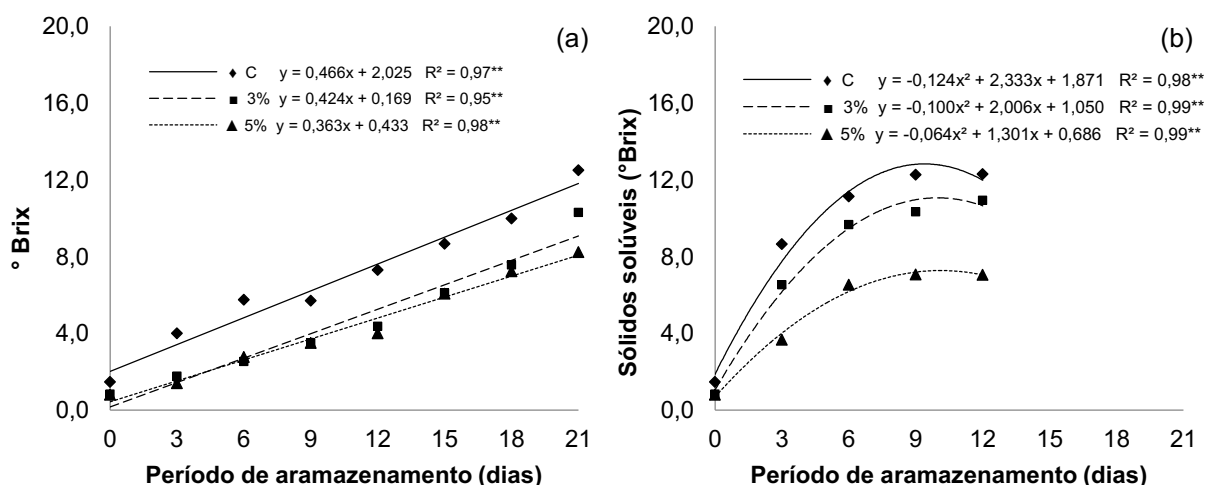 (a)
20,0
16,0
12,0
8,0
4,0
0,0
° Brix
C y = 0,466x + 2,025 R² = 0,97**
3% y = 0,424x + 0,169 R² = 0,95**
5% y = 0,363x + 0,433 R² = 0,98**
0 3 6 9 12 15 18 21
Período de aramazenamento (dias)
(b)
20,0
16,0
12,0
8,0
4,0
0,0
Sólidos solúveis (°Brix)
C y = -0,124x² + 2,333x + 1,871 R² = 0,98**
3% y = -0,100x² + 2,006x + 1,050 R² = 0,99**
5% y = -0,064x² + 1,301x + 0,686 R² = 0,99**
0 3 6 9 12 15 18 21
Período de aramazenamento (dias)